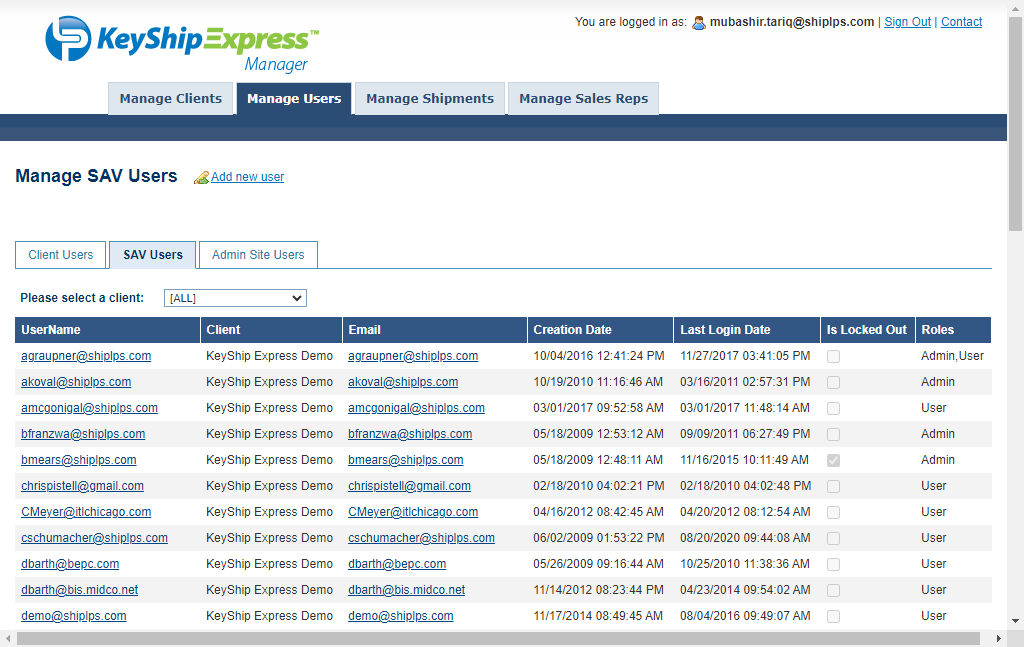 You are logged in as: mubashir.tariq@shiplps.com | Sign Out | Contact
KeyShipExpress™
Manager
Manage Clients Manage Users Manage Shipments Manage Sales Reps
Manage SAV Users Add new user
Client Users SAV Users Admin Site Users
Please select a client: [ALL]
UserName Client Email Creation Date Last Login Date Is Locked Out Roles
agraupner@shiplps.com KeyShip Express Demo agraupner@shiplps.com 10/04/2016 12:41:24 PM 11/27/2017 03:41:05 PM Admin,User
akoval@shiplps.com KeyShip Express Demo akoval@shiplps.com 10/19/2010 11:16:46 AM 03/16/2011 02:57:31 PM Admin
amcgonigal@shiplps.com KeyShip Express Demo amcgonigal@shiplps.com 03/01/2017 09:52:58 AM 03/01/2017 11:48:14 AM User
bfranzwa@shiplps.com KeyShip Express Demo bfranzwa@shiplps.com 05/18/2009 12:53:12 AM 09/09/2011 06:27:49 PM Admin
bmears@shiplps.com KeyShip Express Demo bmears@shiplps.com 05/18/2009 12:48:11 AM 11/16/2015 10:11:49 AM Admin
chrispistell@gmail.com KeyShip Express Demo chrispistell@gmail.com 02/18/2010 04:02:21 PM 02/18/2010 04:02:48 PM User
CMeyer@itlchicago.com KeyShip Express Demo CMeyer@itlchicago.com 04/16/2012 08:42:45 AM 04/20/2012 08:12:54 AM User
cschumacher@shiplps.com KeyShip Express Demo cschumacher@shiplps.com 06/02/2009 01:53:22 PM 08/20/2020 09:44:08 AM User
dbarth@bepc.com KeyShip Express Demo dbarth@bepc.com 05/26/2009 09:16:44 AM 10/25/2010 11:38:36 AM User
dbarth@bis.midco.net KeyShip Express Demo dbarth@bis.midco.net 11/14/2012 08:23:44 PM 04/23/2014 09:54:02 AM User
demo@shiplps.com KeyShip Express Demo demo@shiplps.com 11/17/2014 08:49:45 AM 08/04/2016 09:49:07 AM User